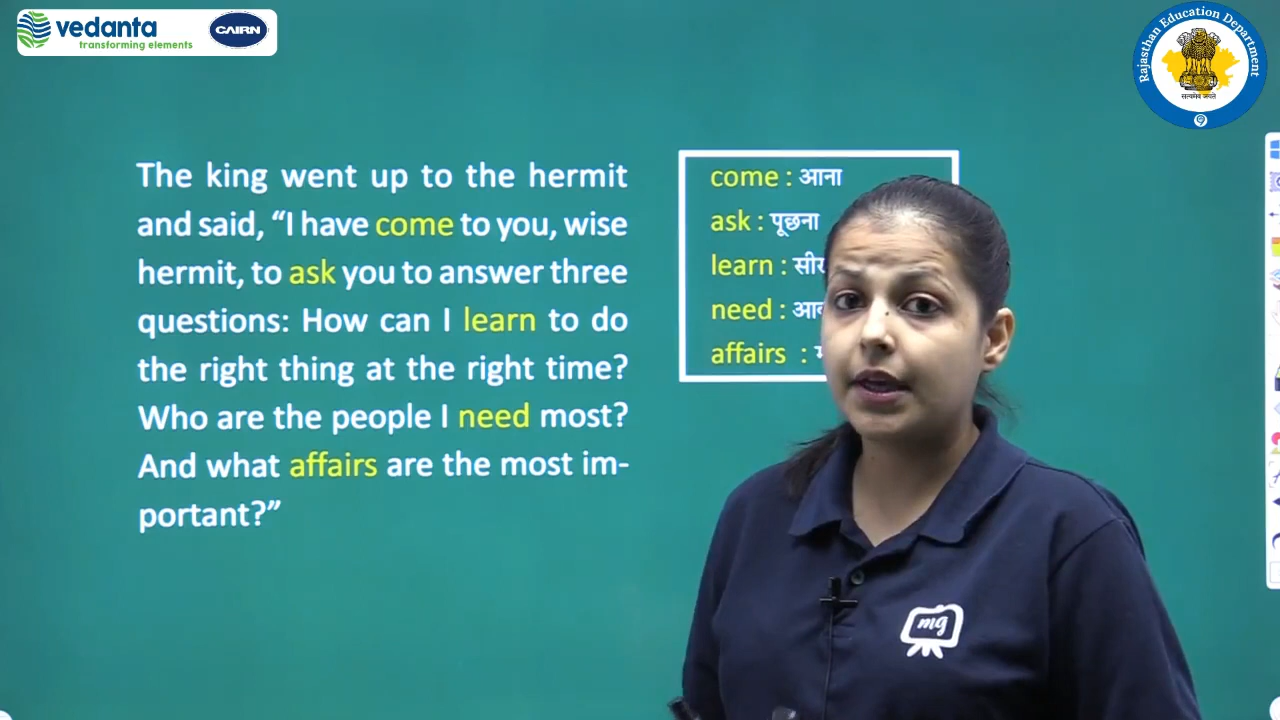 vedanta
transforming elements
CAIRN
Rajasthan Education Department
सत्यमेव जयते
The king went up to the hermit
and said, “I have come to you, wise
hermit, to ask you to answer three
questions: How can I learn to do
the right thing at the right time?
Who are the people I need most?
And what affairs are the most im-
portant?”
come : आना
ask : पूछना
learn :
need :
affairs :
mg